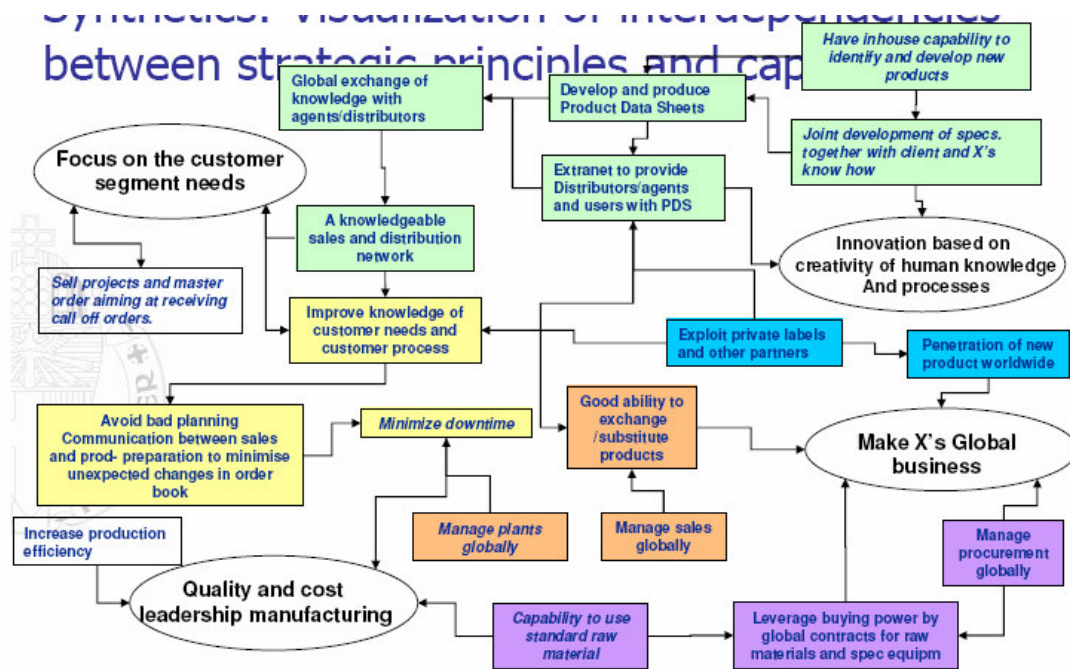 Synthetics: Visualization of interdependencies
between strategic principles and cap
Have inhouse capability to
identify and develop new
products
Global exchange of
knowledge with
agents/distributors
Develop and produce
Product Data Sheets
Joint development of specs.
together with client and X's
know how
Focus on the customer
segment needs
Extranet to provide
Distributors/agents
and users with PDS
A knowledgeable
sales and distribution
network
Innovation based on
creativity of human knowledge
And processes
Sell projects and master
order aiming at receiving
call off orders.
Improve knowledge of
customer needs and
customer process
Exploit private labels
and other partners
Penetration of new
product worldwide
Avoid bad planning
Communication between sales
and prod- preparation to minimise
unexpected changes in order
book
Minimize downtime
Good ability to
exchange
/substitute
products
Make X's Global
business
Increase production
efficiency
Manage plants
globally
Manage sales
globally
Manage
procurement
globally
Quality and cost
leadership manufacturing
Capability to use
standard raw
material
Leverage buying power by
global contracts for raw
materials and spec equipm